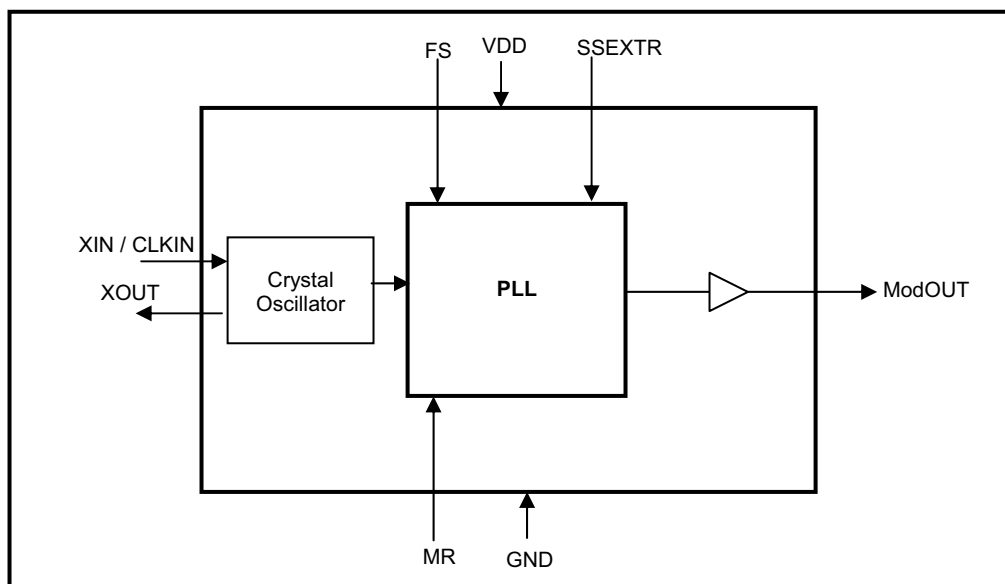 FS
VDD
SSEXTR
XIN / CLKIN
XOUT
Crystal
Oscillator
PLL
ModOUT
MR
GND